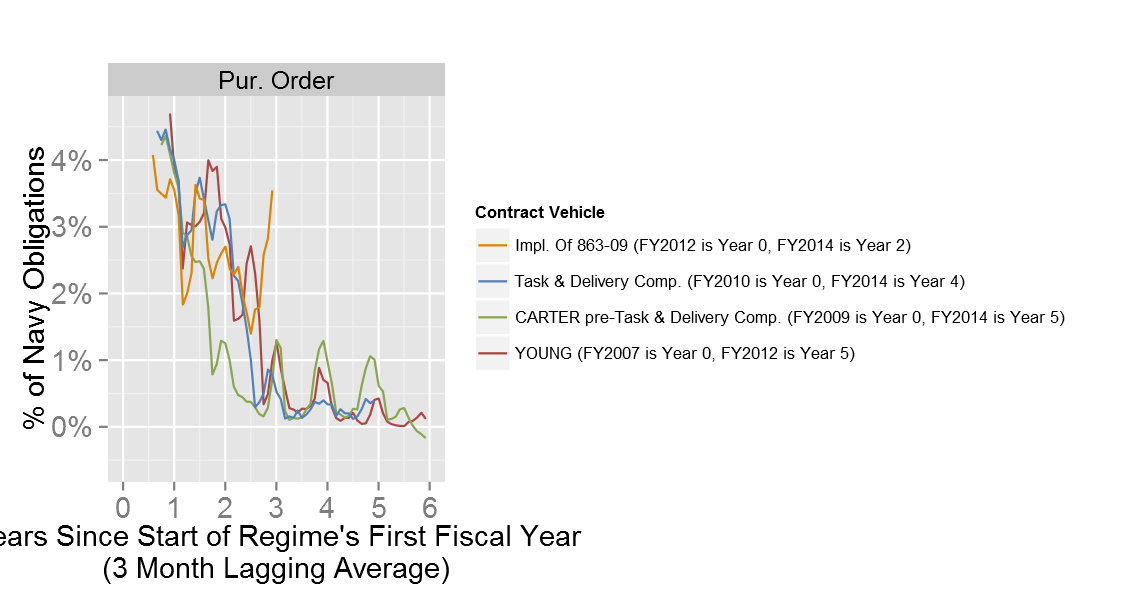 Pur. Order
% of Navy Obligations
4%
3%
2%
1%
0%
0 1 2 3 4 5 6
Since Start of Regime's First Fiscal Year
(3 Month Lagging Average)
Contract Vehicle
Impl. Of 863-09 (FY2012 is Year 0, FY2014 is Year 2)
Task & Delivery Comp. (FY2010 is Year 0, FY2014 is Year 4)
CARTER pre-Task & Delivery Comp. (FY2009 is Year 0, FY2014 is Year 5)
YOUNG (FY2007 is Year 0, FY2012 is Year 5)